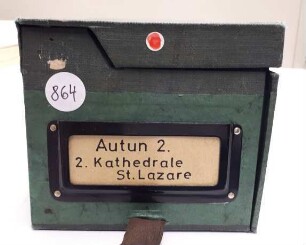 864
Autun 2.
2. Kathedrale
St. Lazare